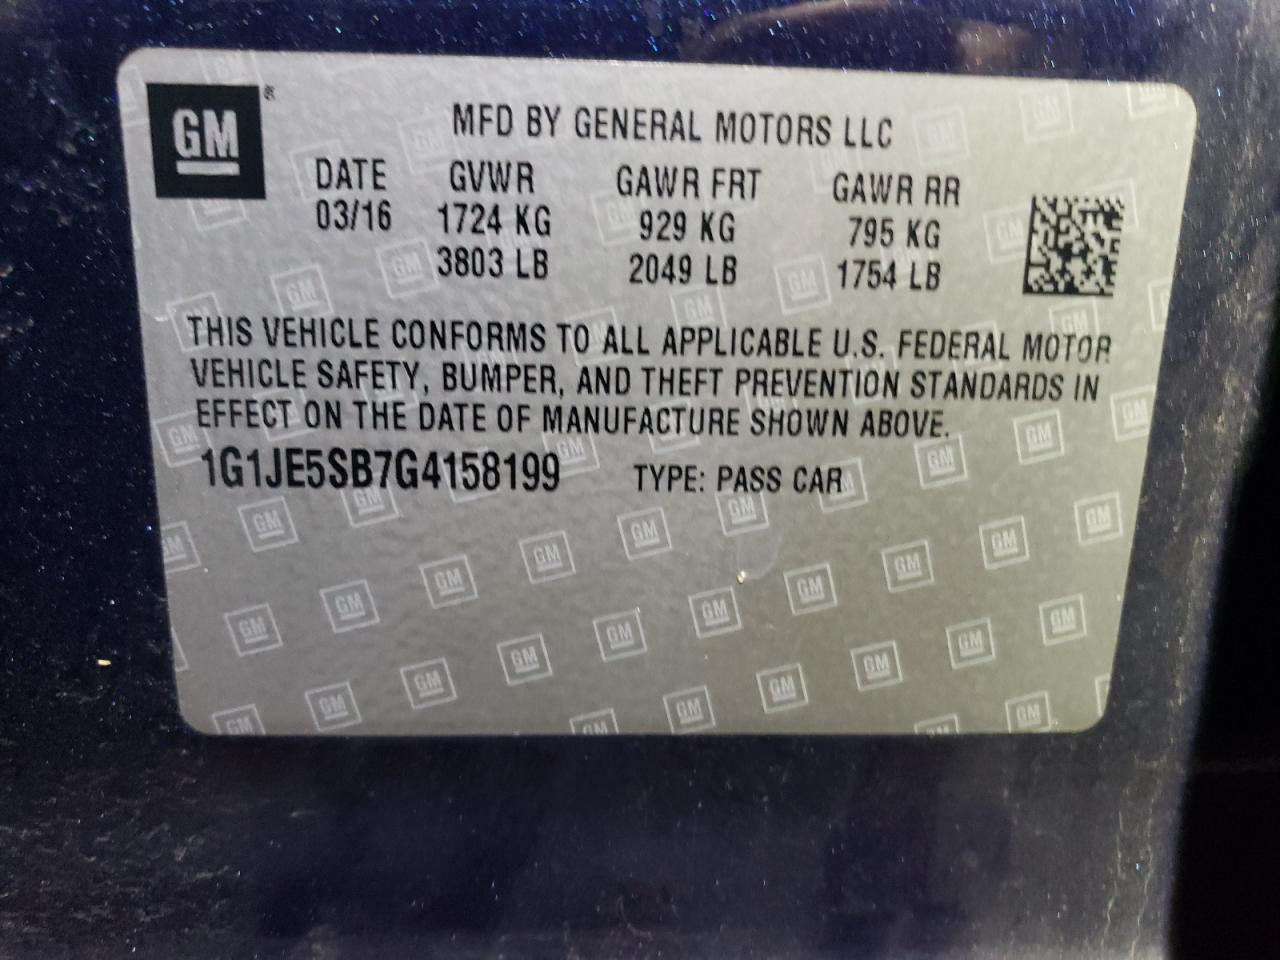 GM
MFD BY GENERAL MOTORS LLC
DATE GVWR GAWR FRT GAWR RR
03/16 1724 KG 929 KG 795 KG
3803 LB 2049 LB 1754 LB
THIS VEHICLE CONFORMS TO ALL APPLICABLE U.S. FEDERAL MOTOR
VEHICLE SAFETY, BUMPER, AND THEFT PREVENTION STANDARDS IN
EFFECT ON THE DATE OF MANUFACTURE SHOWN ABOVE.
1G1JE5SB7G4158199 TYPE: PASS CAR